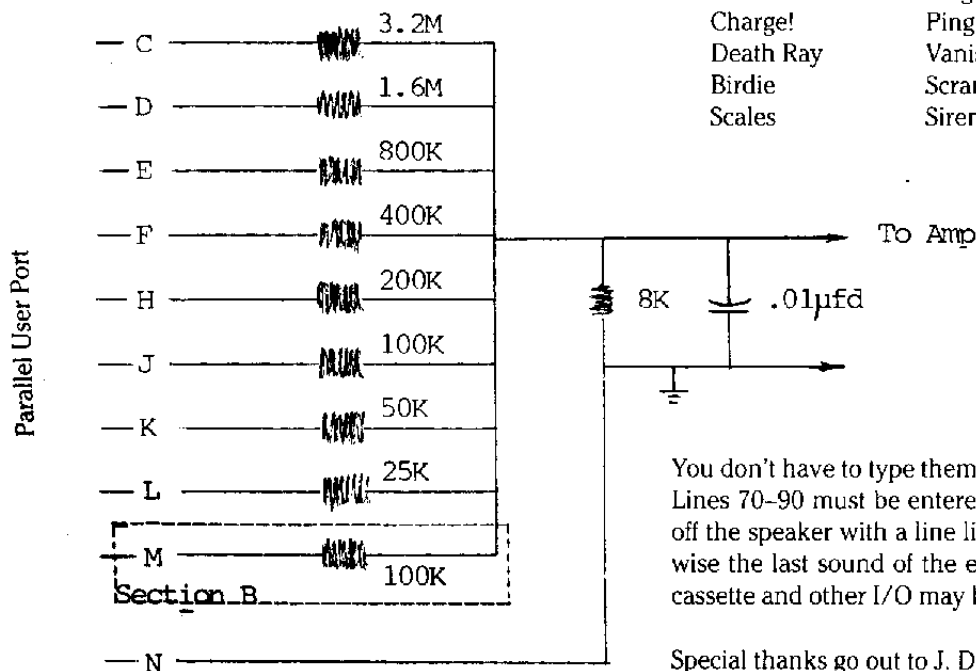 Charge! Ping
Death Ray
Birdie
Scales
Parallel User Port
C 3.2M
D 1.6M
E 800K
F 400K
H 200K
J 100K
K 50K
L 25K
M 100K
Section B
N
To Amp
8K .01µfd
You don't have to type them
Lines 70–90 must be entere
off the speaker with a line li
wise the last sound of the e
cassette and other I/O may b
Special thanks go out to J. D